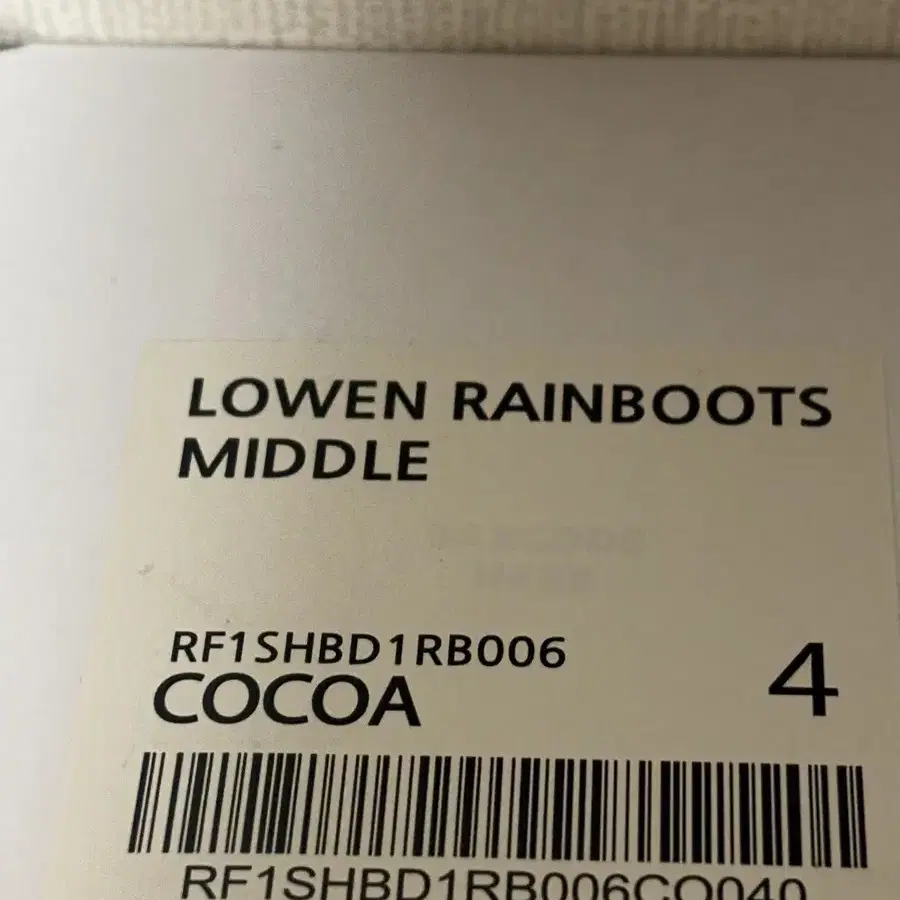 LOWEN RAINBOOTS
MIDDLE
RF1SHBD1RB006
COCOA 4
RF1SHBD1RB006CO040